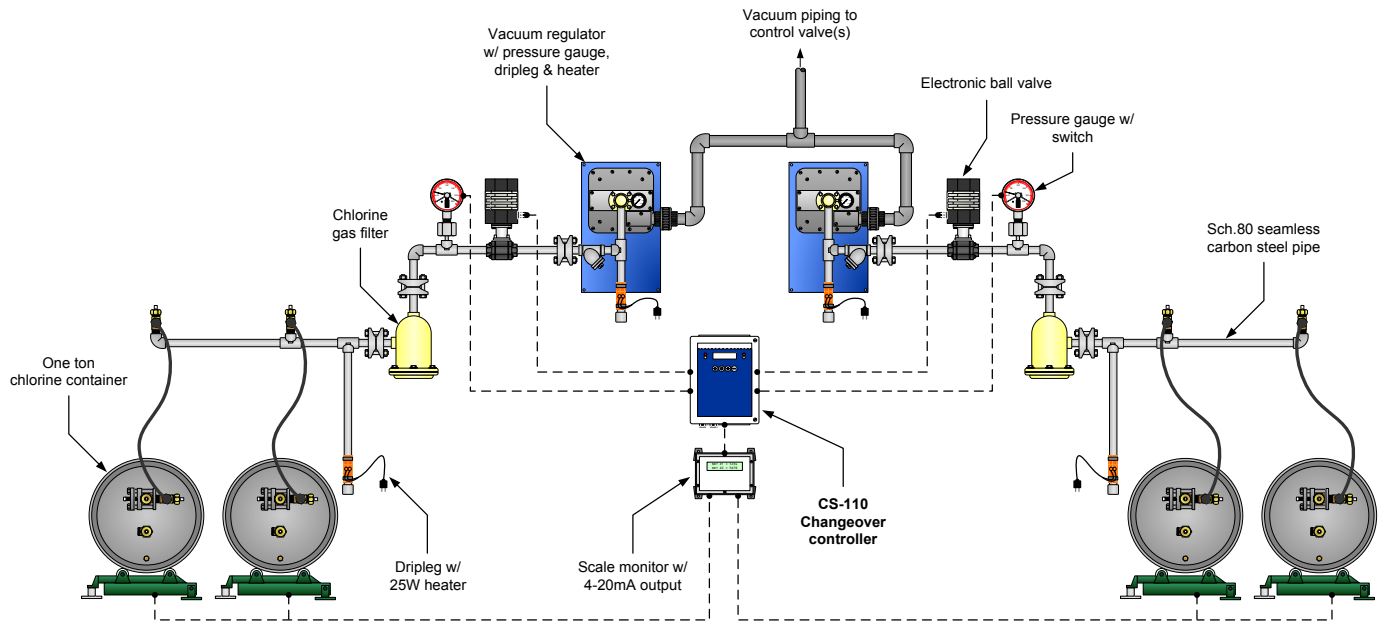 Vacuum piping to
control valve(s)
Vacuum regulator
w/ pressure gauge,
dripleg & heater
Electronic ball valve
Pressure gauge w/
switch
Chlorine
gas filter
Sch.80 seamless
carbon steel pipe
One ton
chlorine container
CS-110
Changeover
controller
Dripleg w/
25W heater
Scale monitor w/
4-20mA output